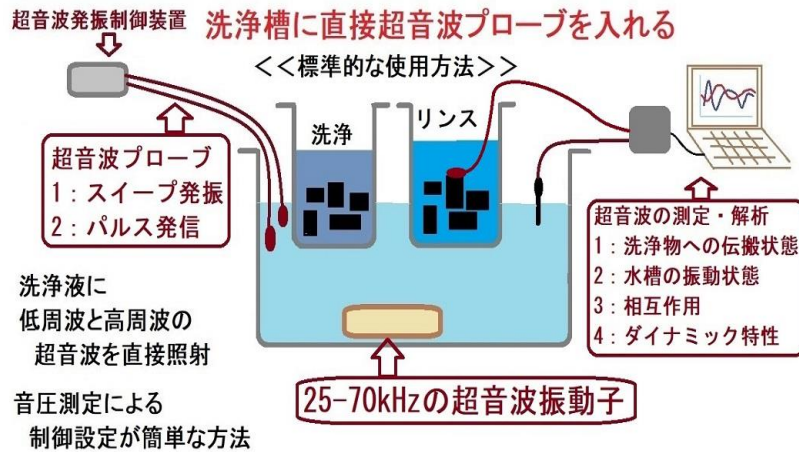 超音波発振制御装置
洗浄槽に直接超音波プローブを入れる
＜＜標準的な使用方法＞＞
洗浄
リンス
超音波プローブ
1：スイープ発振
2：パルス発信
超音波の測定・解析
1：洗浄物への伝搬状態
2：水槽の振動状態
3：相互作用
4：ダイナミック特性
洗浄液に
低周波と高周波の
超音波を直接照射
音圧測定による
制御設定が簡単な方法
25-70kHzの超音波振動子